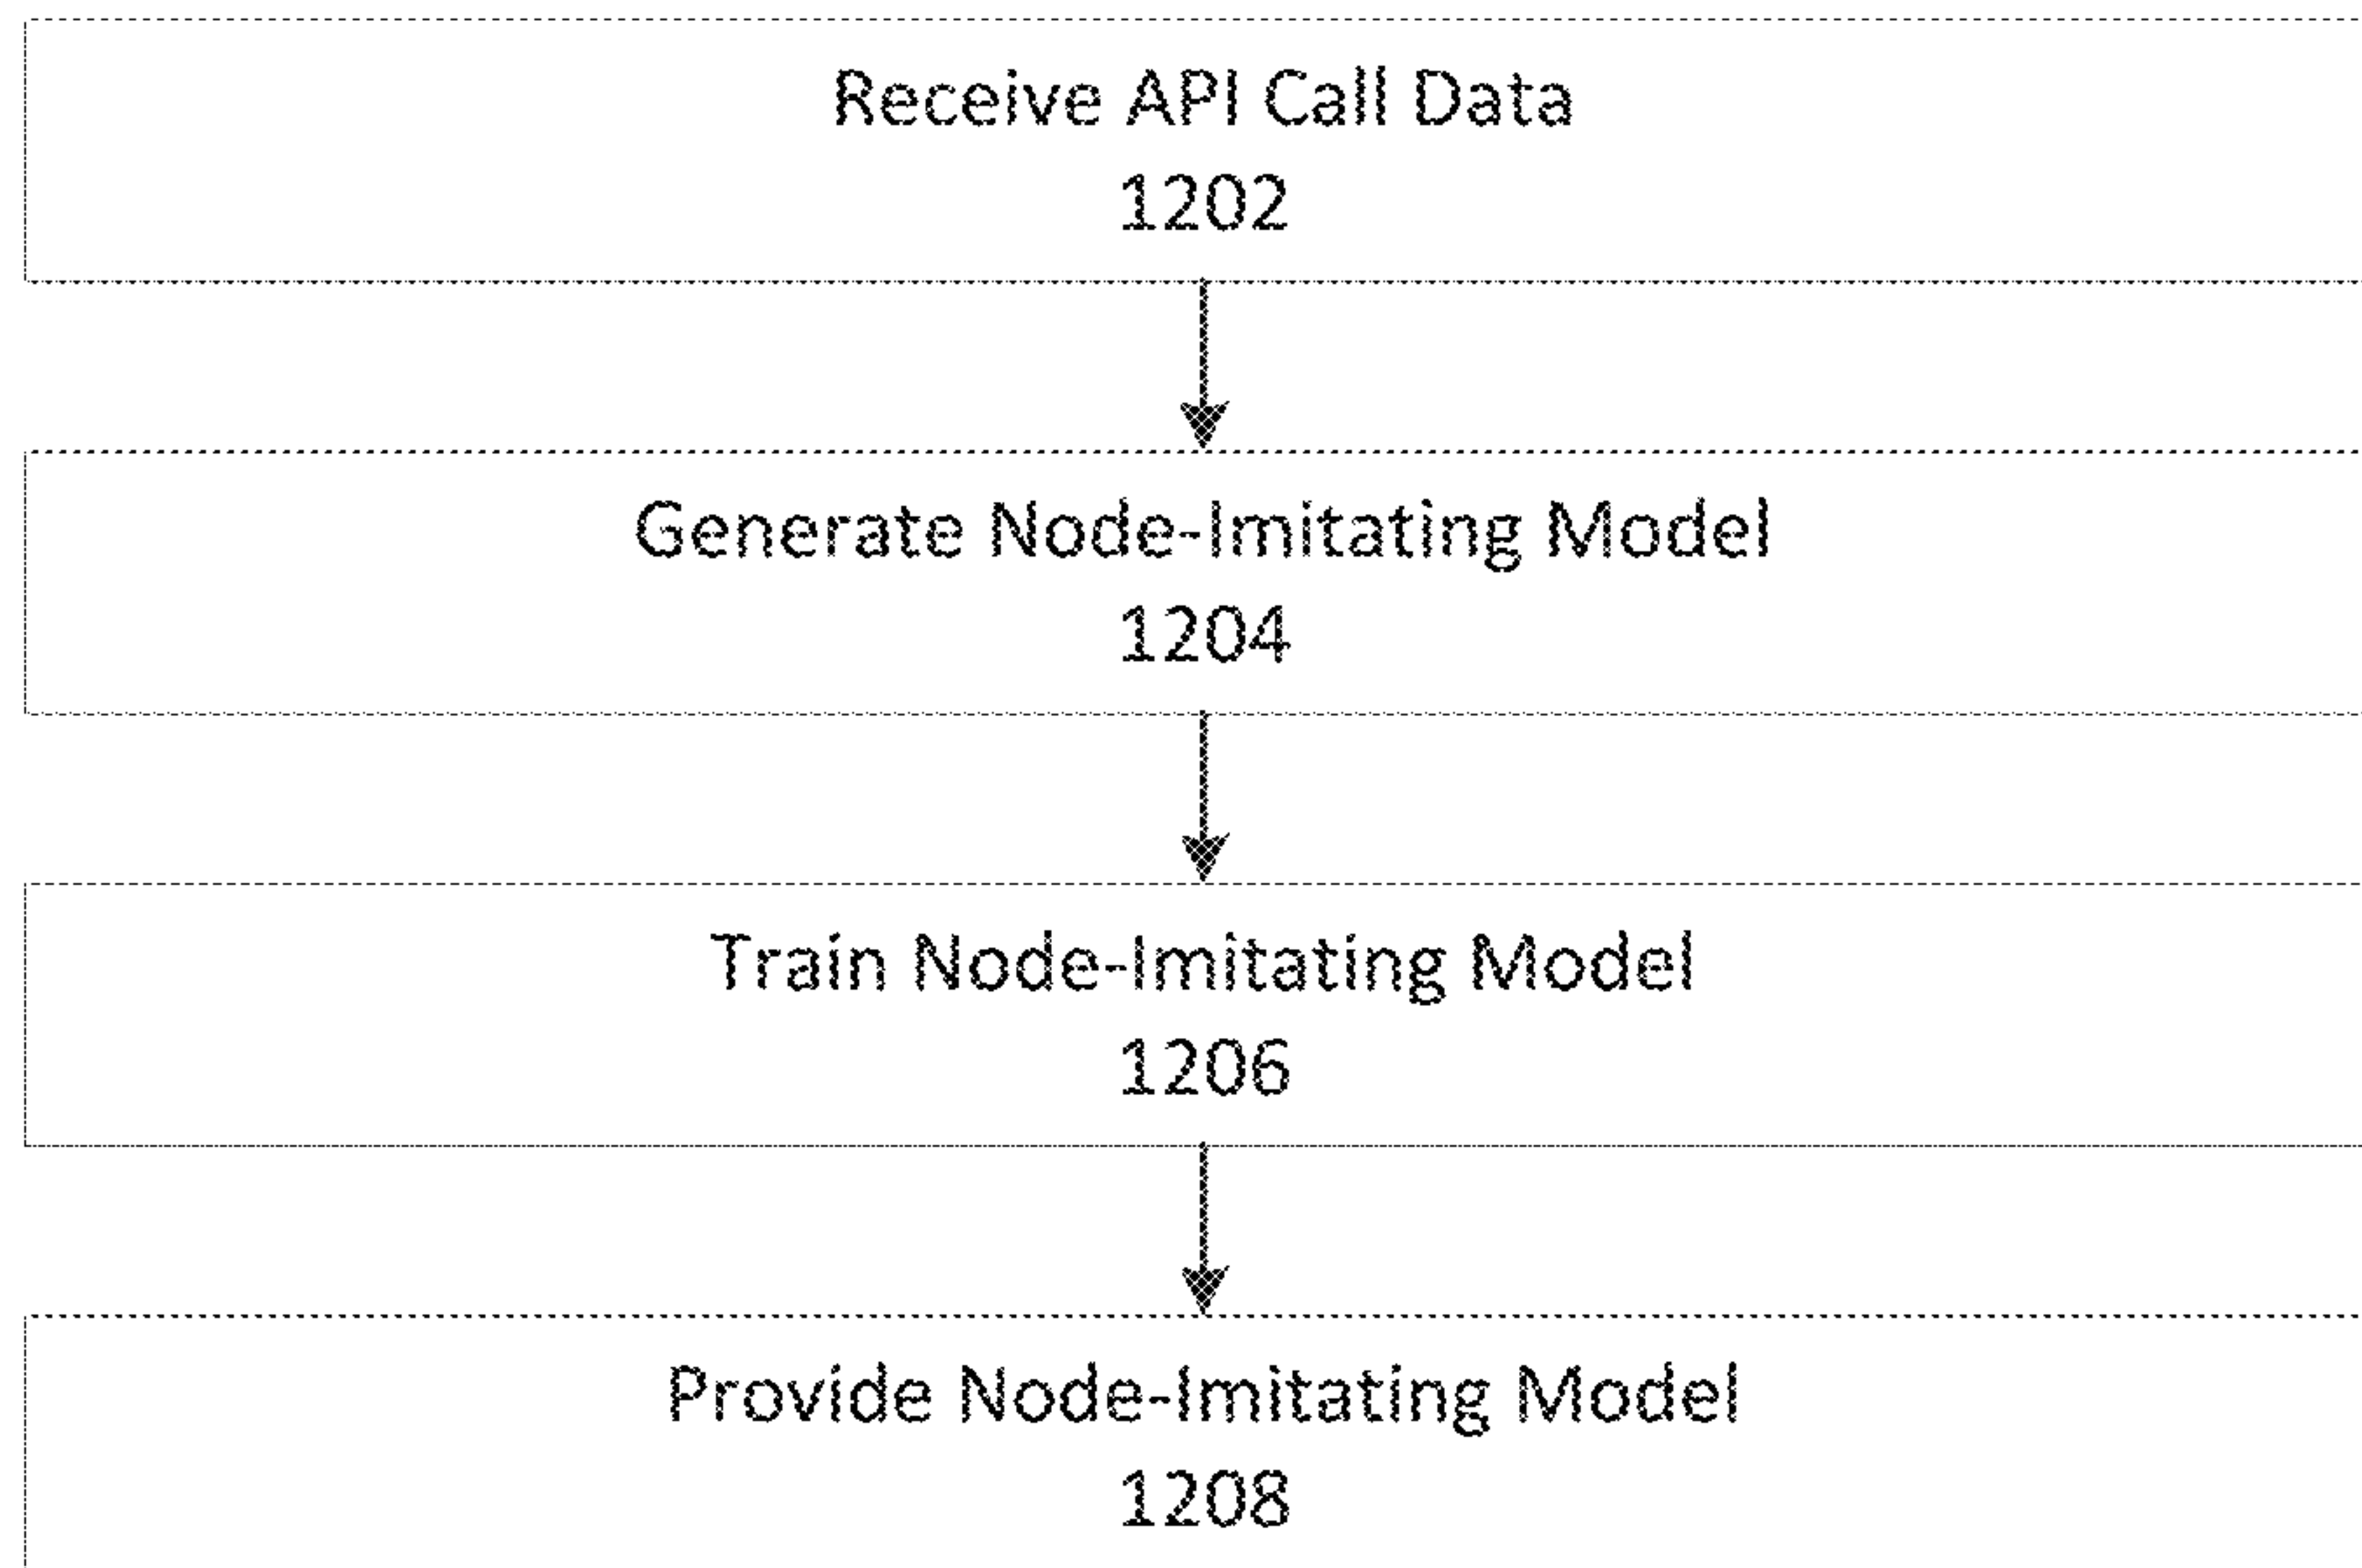 Receive API Call Data
1202
Generate Node-Imitating Model
1204
Train Node-Imitating Model
1206
Provide Node-Imitating Model
1208